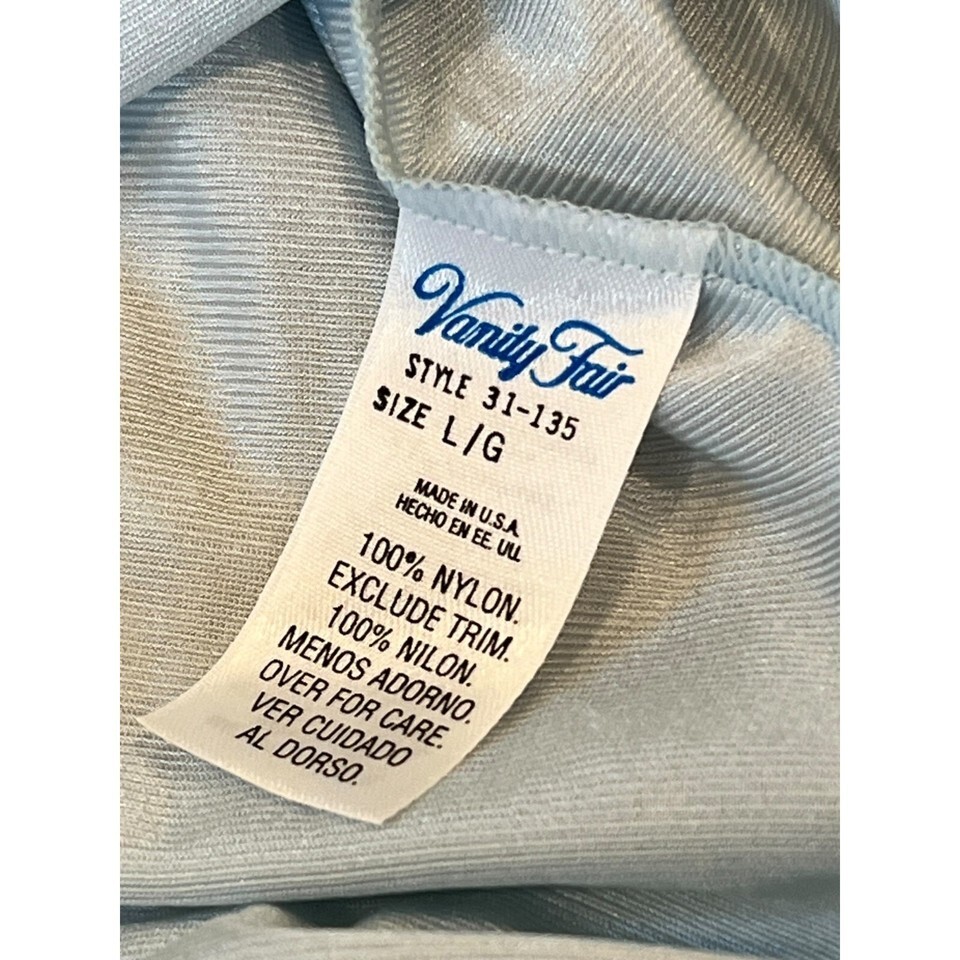 Vanity Fair
STYLE 31-135
SIZE L/G
MADE IN U.S.A.
HECHO EN EE. UU.
100% NYLON.
EXCLUDE TRIM.
100% NILON.
MENOS ADORNO.
OVER FOR CARE.
VER CUIDADO
AL DORSO.